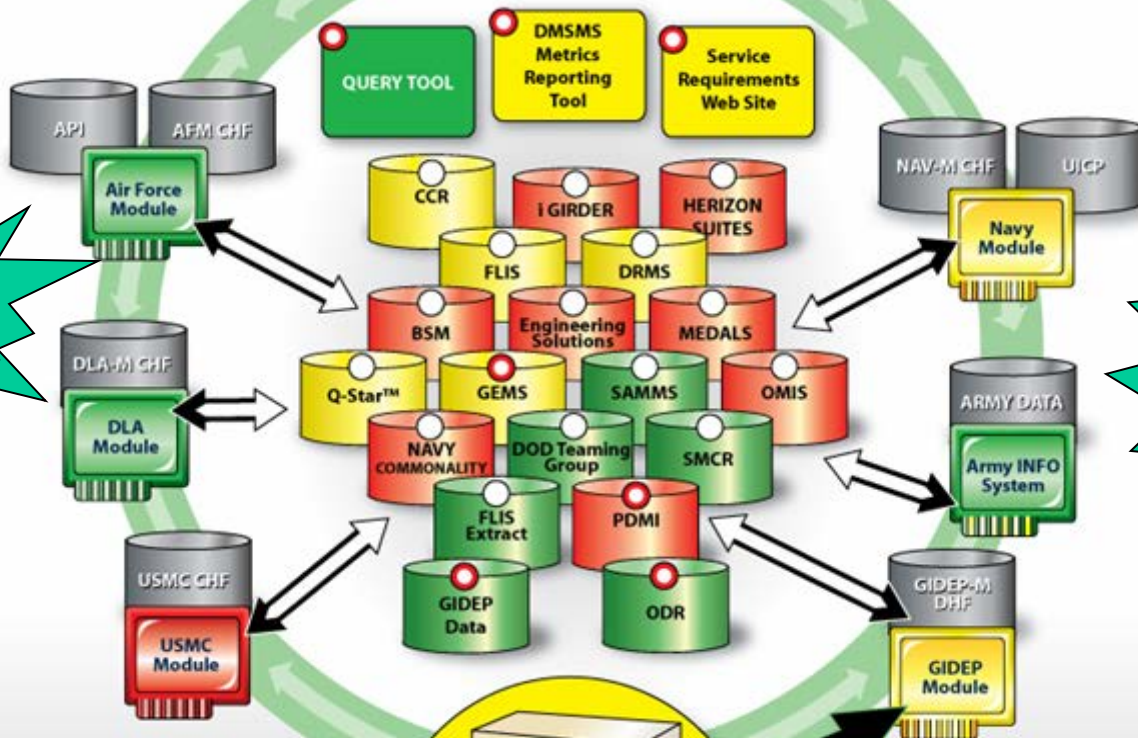 QUERY TOOL
DMSMS
Metrics
Reporting
Tool
Service
Requirements
Web Site
API
AFM CHF
Air Force
Module
NAV-M CHF
UICP
Navy
Module
CCR
i GIRDER
HERIZON
SUITES
FLIS
DRMS
BSM
Engineering
Solutions
MEDALS
DLA-M CHF
DLA
Module
Q-Star™
GEMS
SAMMS
OMIS
ARMY DATA
Army INFO
System
NAVY
COMMONALITY
DOD Teaming
Group
SMCR
FLIS
Extract
PDMI
USMC CHF
USMC
Module
GIDEP
Data
ODR
GIDEP-M
DHF
GIDEP
Module